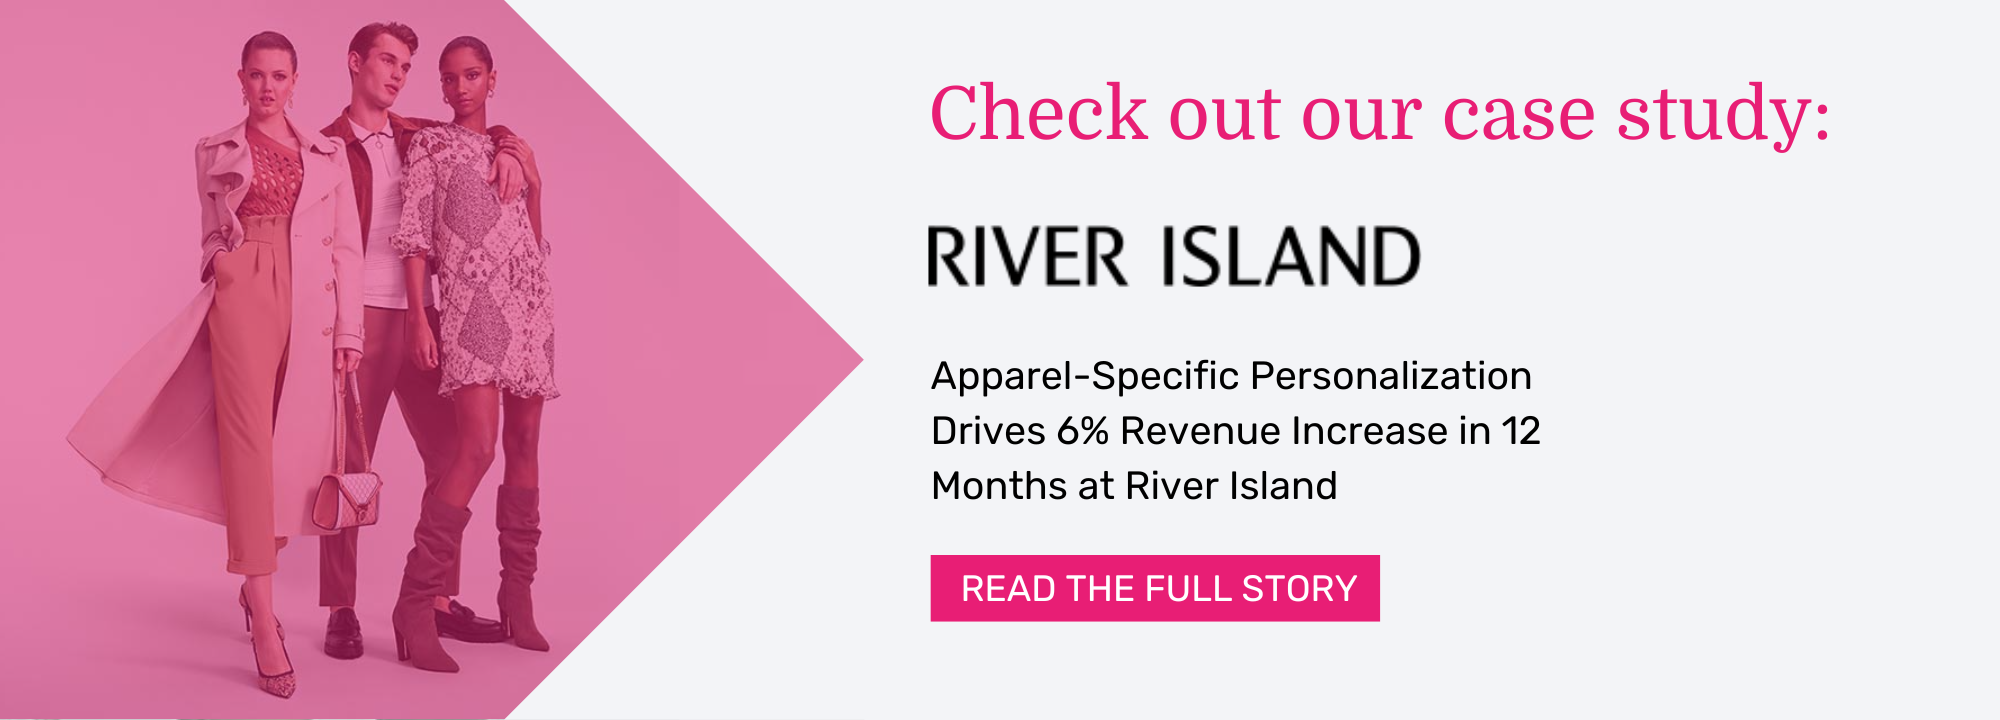 Check out our case study:
RIVER ISLAND
Apparel-Specific Personalization
Drives 6% Revenue Increase in 12
Months at River Island
READ THE FULL STORY